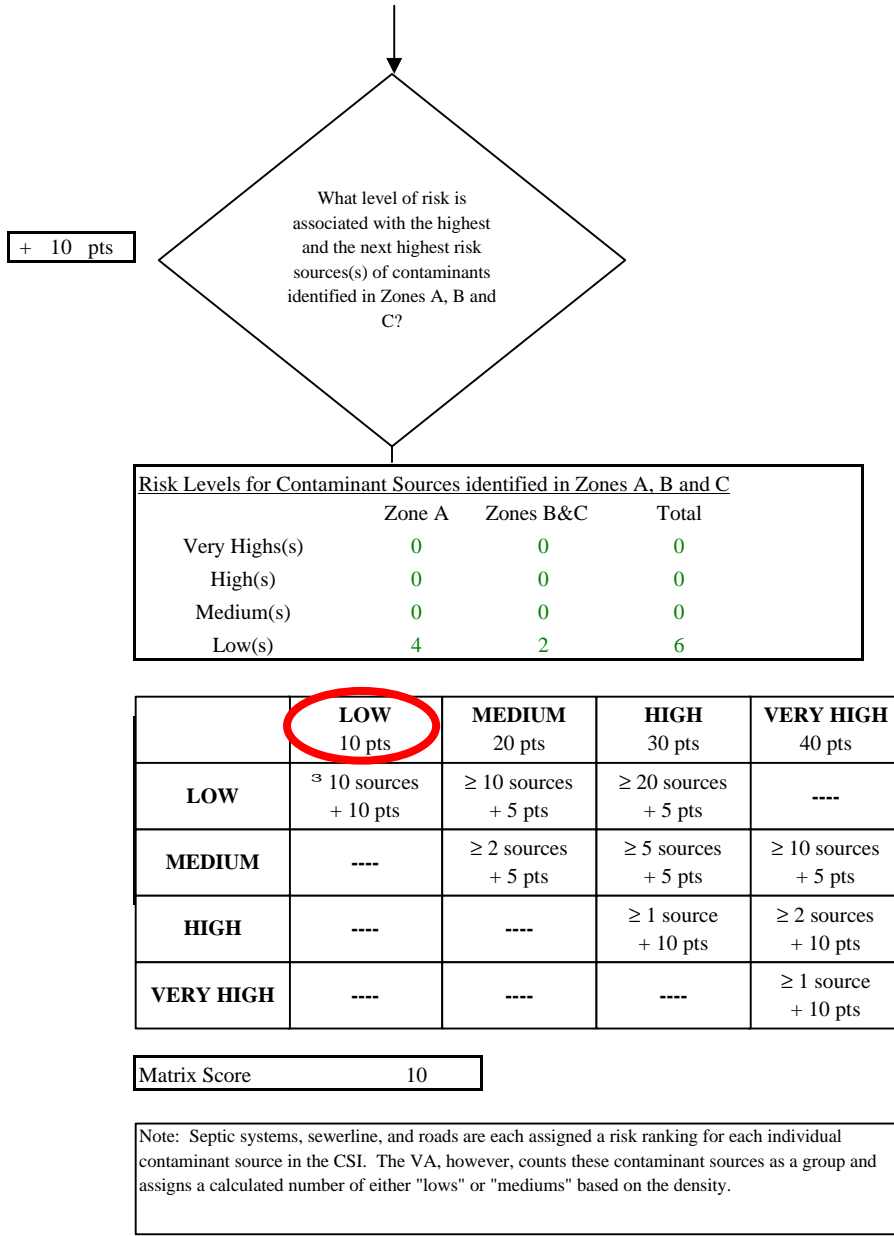 What level of risk is
associated with the highest
and the next highest risk
sources(s) of contaminants
identified in Zones A, B and
C?
+ 10 pts
Risk Levels for Contaminant Sources identified in Zones A, B and C
Zone A Zones B&C Total
Very Highs(s) 0 0 0
High(s) 0 0 0
Medium(s) 0 0 0
Low(s) 4 2 6
LOW MEDIUM HIGH VERY HIGH
10 pts 20 pts 30 pts 40 pts
LOW ³ 10 sources ≥ 10 sources ≥ 20 sources ----
+ 10 pts + 5 pts + 5 pts
MEDIUM ---- ≥ 2 sources ≥ 5 sources ≥ 10 sources
+ 5 pts + 5 pts + 5 pts
HIGH ---- ---- ≥ 1 source ≥ 2 sources
+ 10 pts + 10 pts
VERY HIGH ---- ---- ---- ≥ 1 source
+ 10 pts
Matrix Score 10
Note: Septic systems, sewerline, and roads are each assigned a risk ranking for each individual
contaminant source in the CSI. The VA, however, counts these contaminant sources as a group and
assigns a calculated number of either "lows" or "mediums" based on the density.